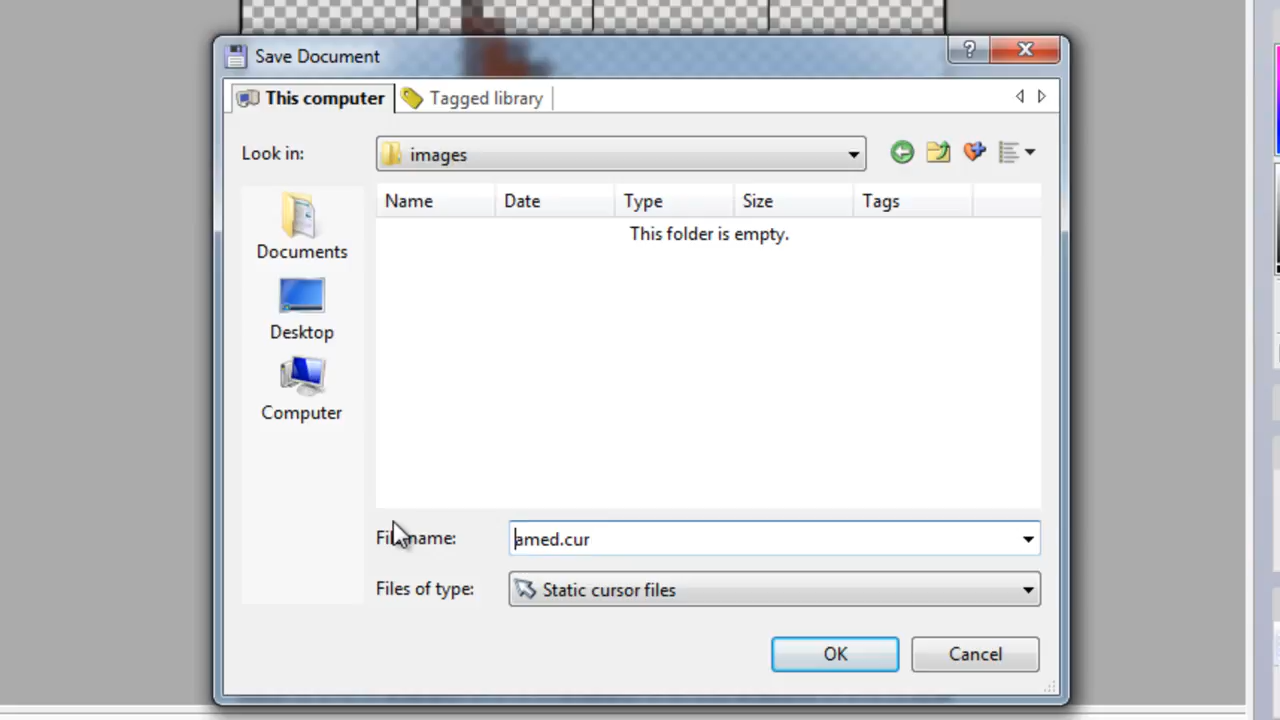 Save Document
?
This computer
Tagged library
Look in:
images
Name Date Type Size Tags
This folder is empty.
Documents
Desktop
Computer
File name:
amed.cur
Files of type:
Static cursor files
OK
Cancel